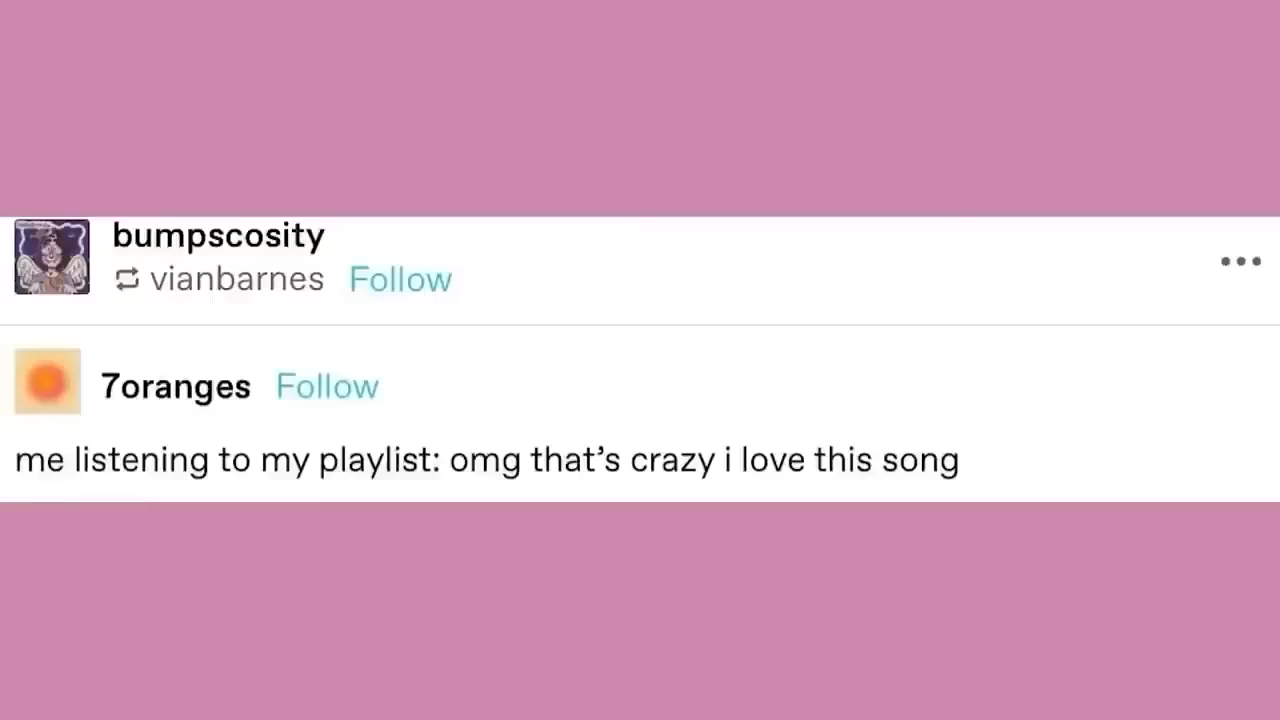 bumpscosity
vianbarnes Follow
7oranges Follow
me listening to my playlist: omg that’s crazy i love this song